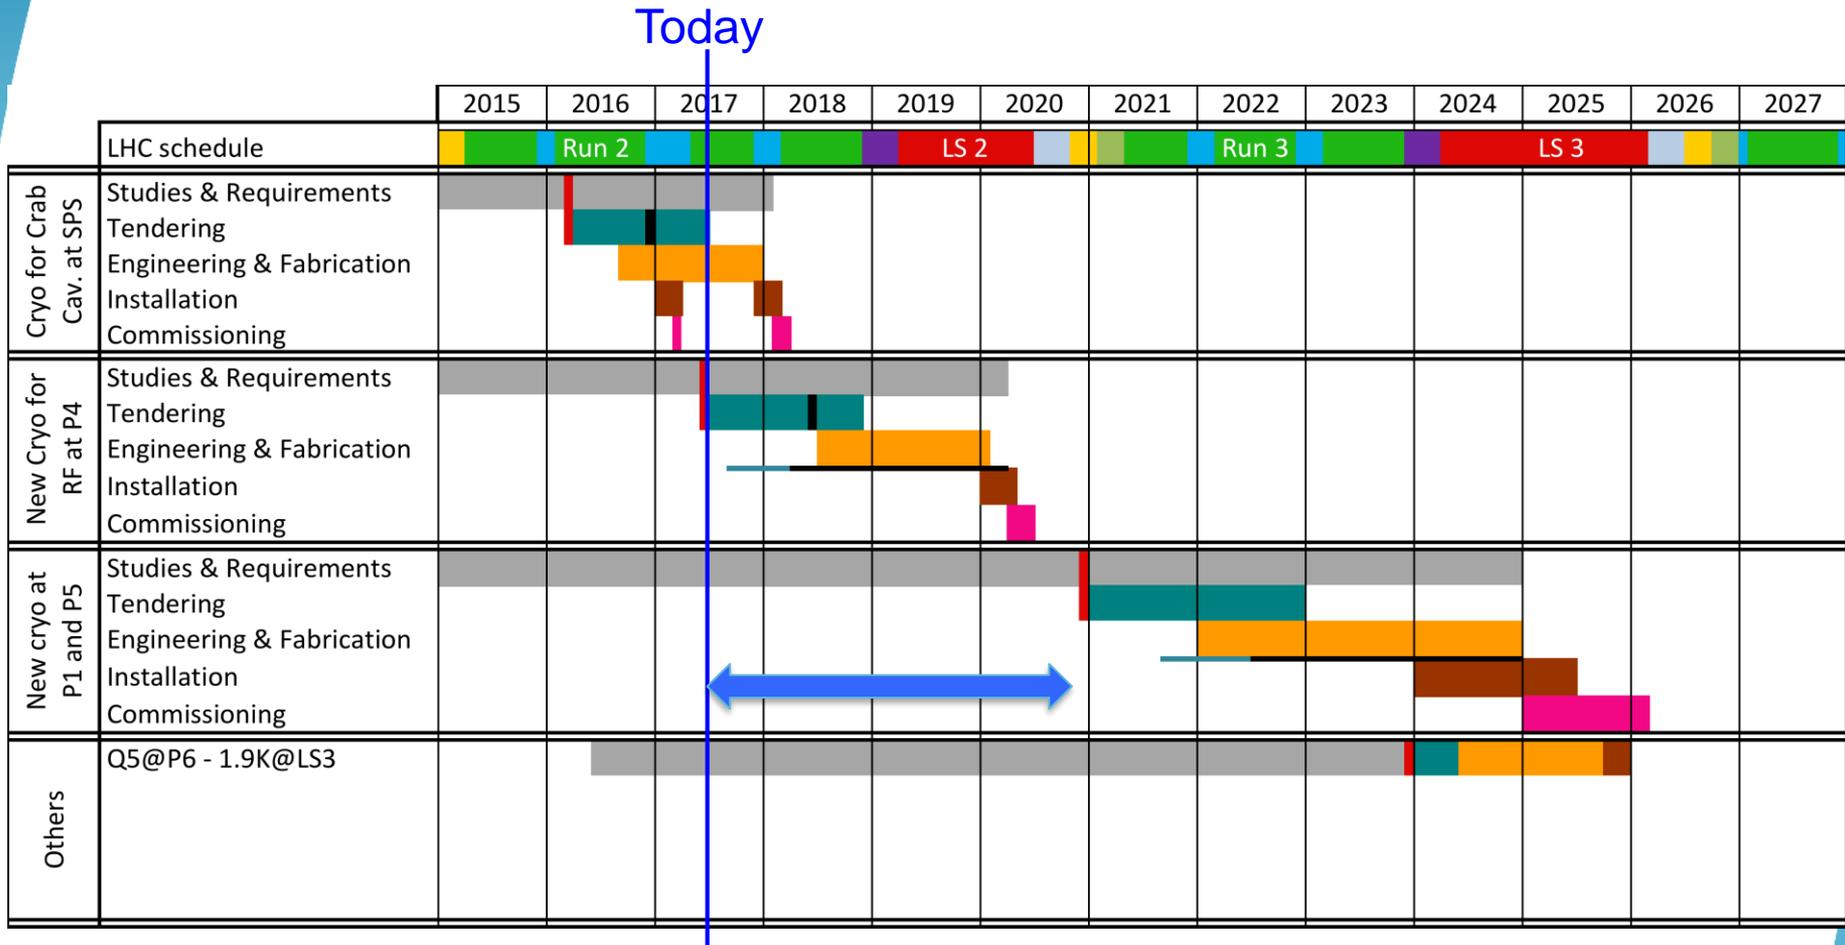 Today
2015 2016 2017 2018 2019 2020 2021 2022 2023 2024 2025 2026 2027
LHC schedule Run 2 LS 2 Run 3 LS 3
Cryo for Crab
Cav. at SPS
Studies & Requirements
Tendering
Engineering & Fabrication
Installation
Commissioning
New Cryo for
RF at P4
Studies & Requirements
Tendering
Engineering & Fabrication
Installation
Commissioning
New cryo at
P1 and P5
Studies & Requirements
Tendering
Engineering & Fabrication
Installation
Commissioning
Others
Q5@P6 - 1.9K@LS3